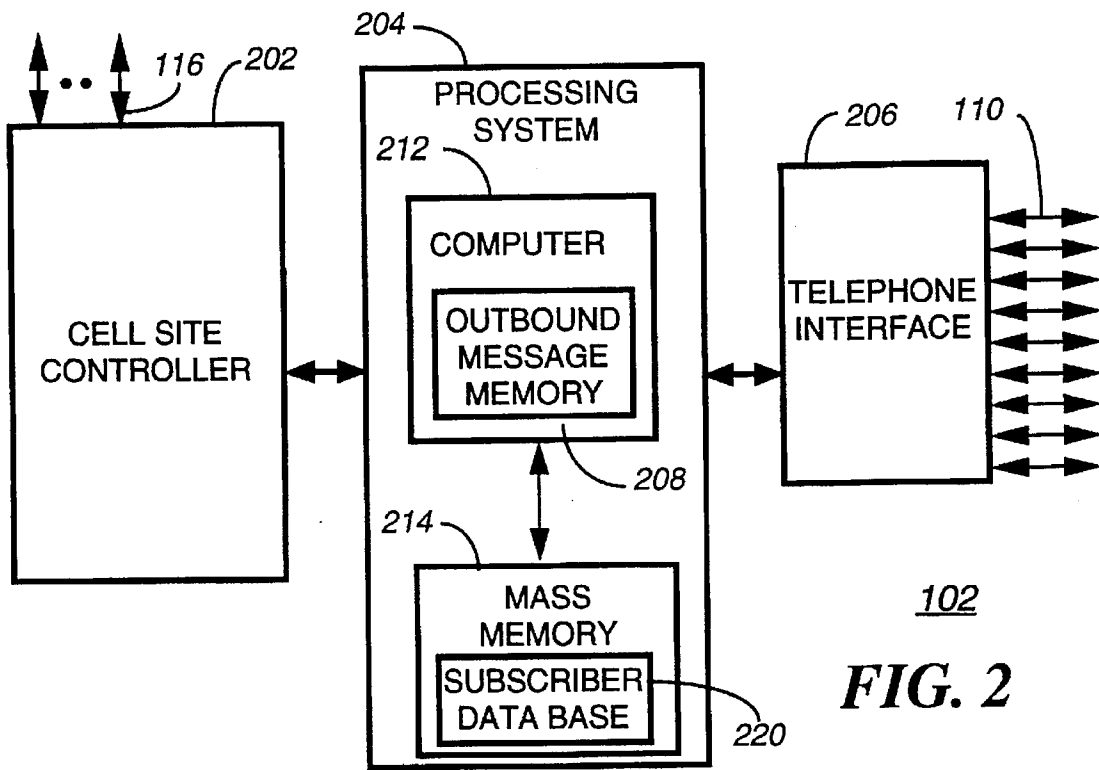 116
202
204
PROCESSING
SYSTEM
212
COMPUTER
OUTBOUND
MESSAGE
MEMORY
208
214
MASS
MEMORY
SUBSCRIBER
DATA BASE
220
CELL SITE
CONTROLLER
206
110
TELEPHONE
INTERFACE
102
FIG. 2